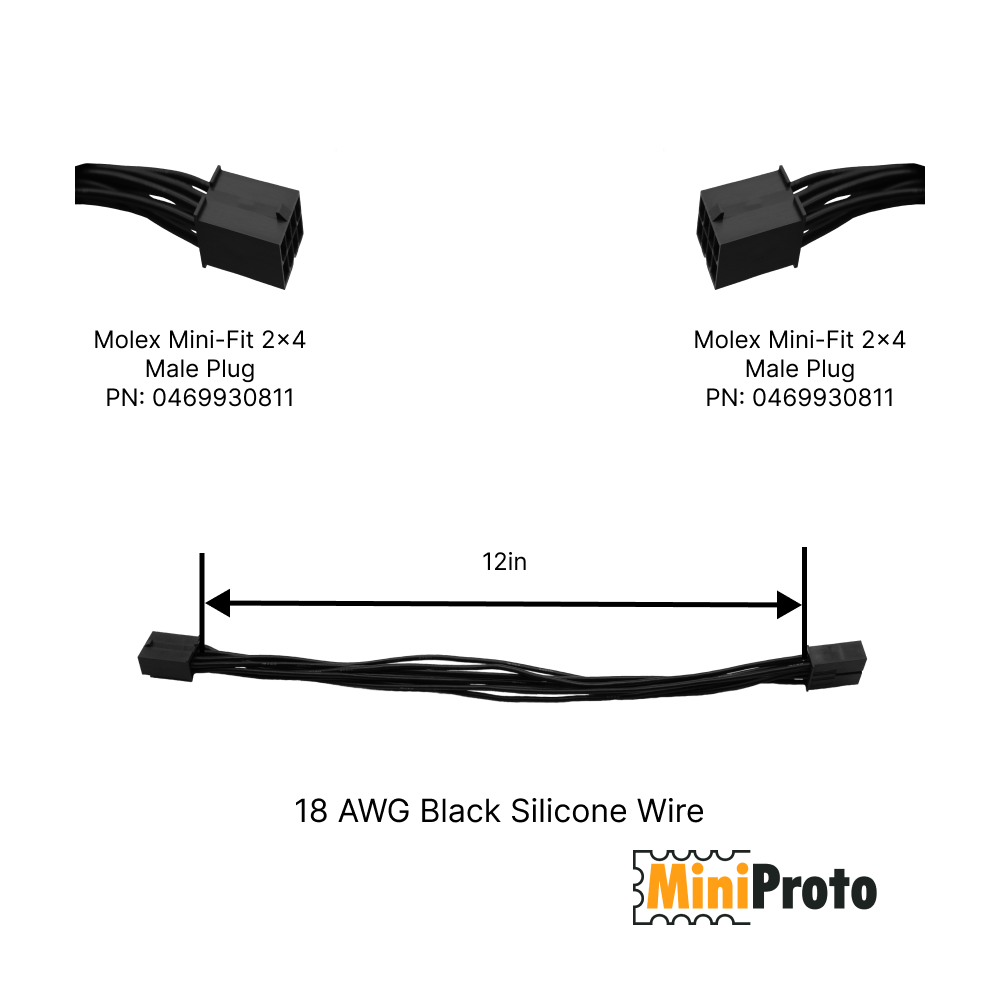 Molex Mini-Fit 2×4
Male Plug
PN: 0469930811
Molex Mini-Fit 2×4
Male Plug
PN: 0469930811
12in
18 AWG Black Silicone Wire
MiniProto